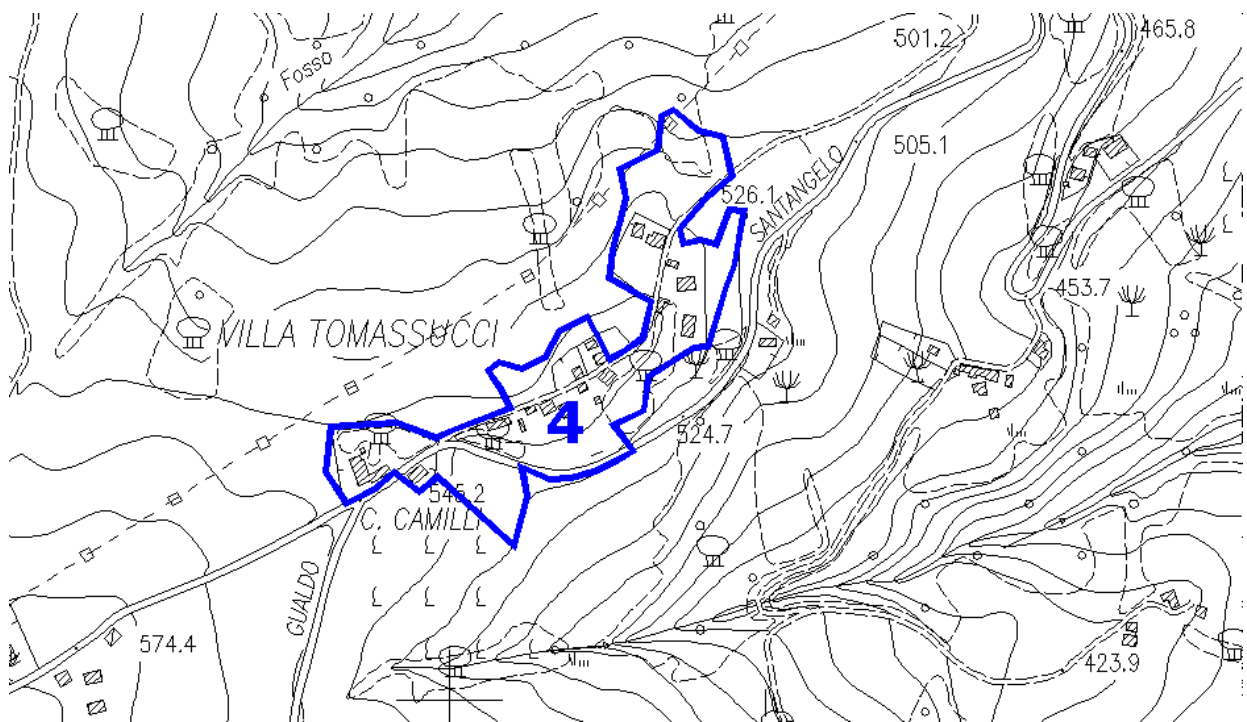 501.2
465.8
Fosso
505.1
SANTANGELO
526.1
453.7
VILLA TOMASSUCCI
4
524.7
545.2
C. CAMILLI
GUALDO
574.4
423.9